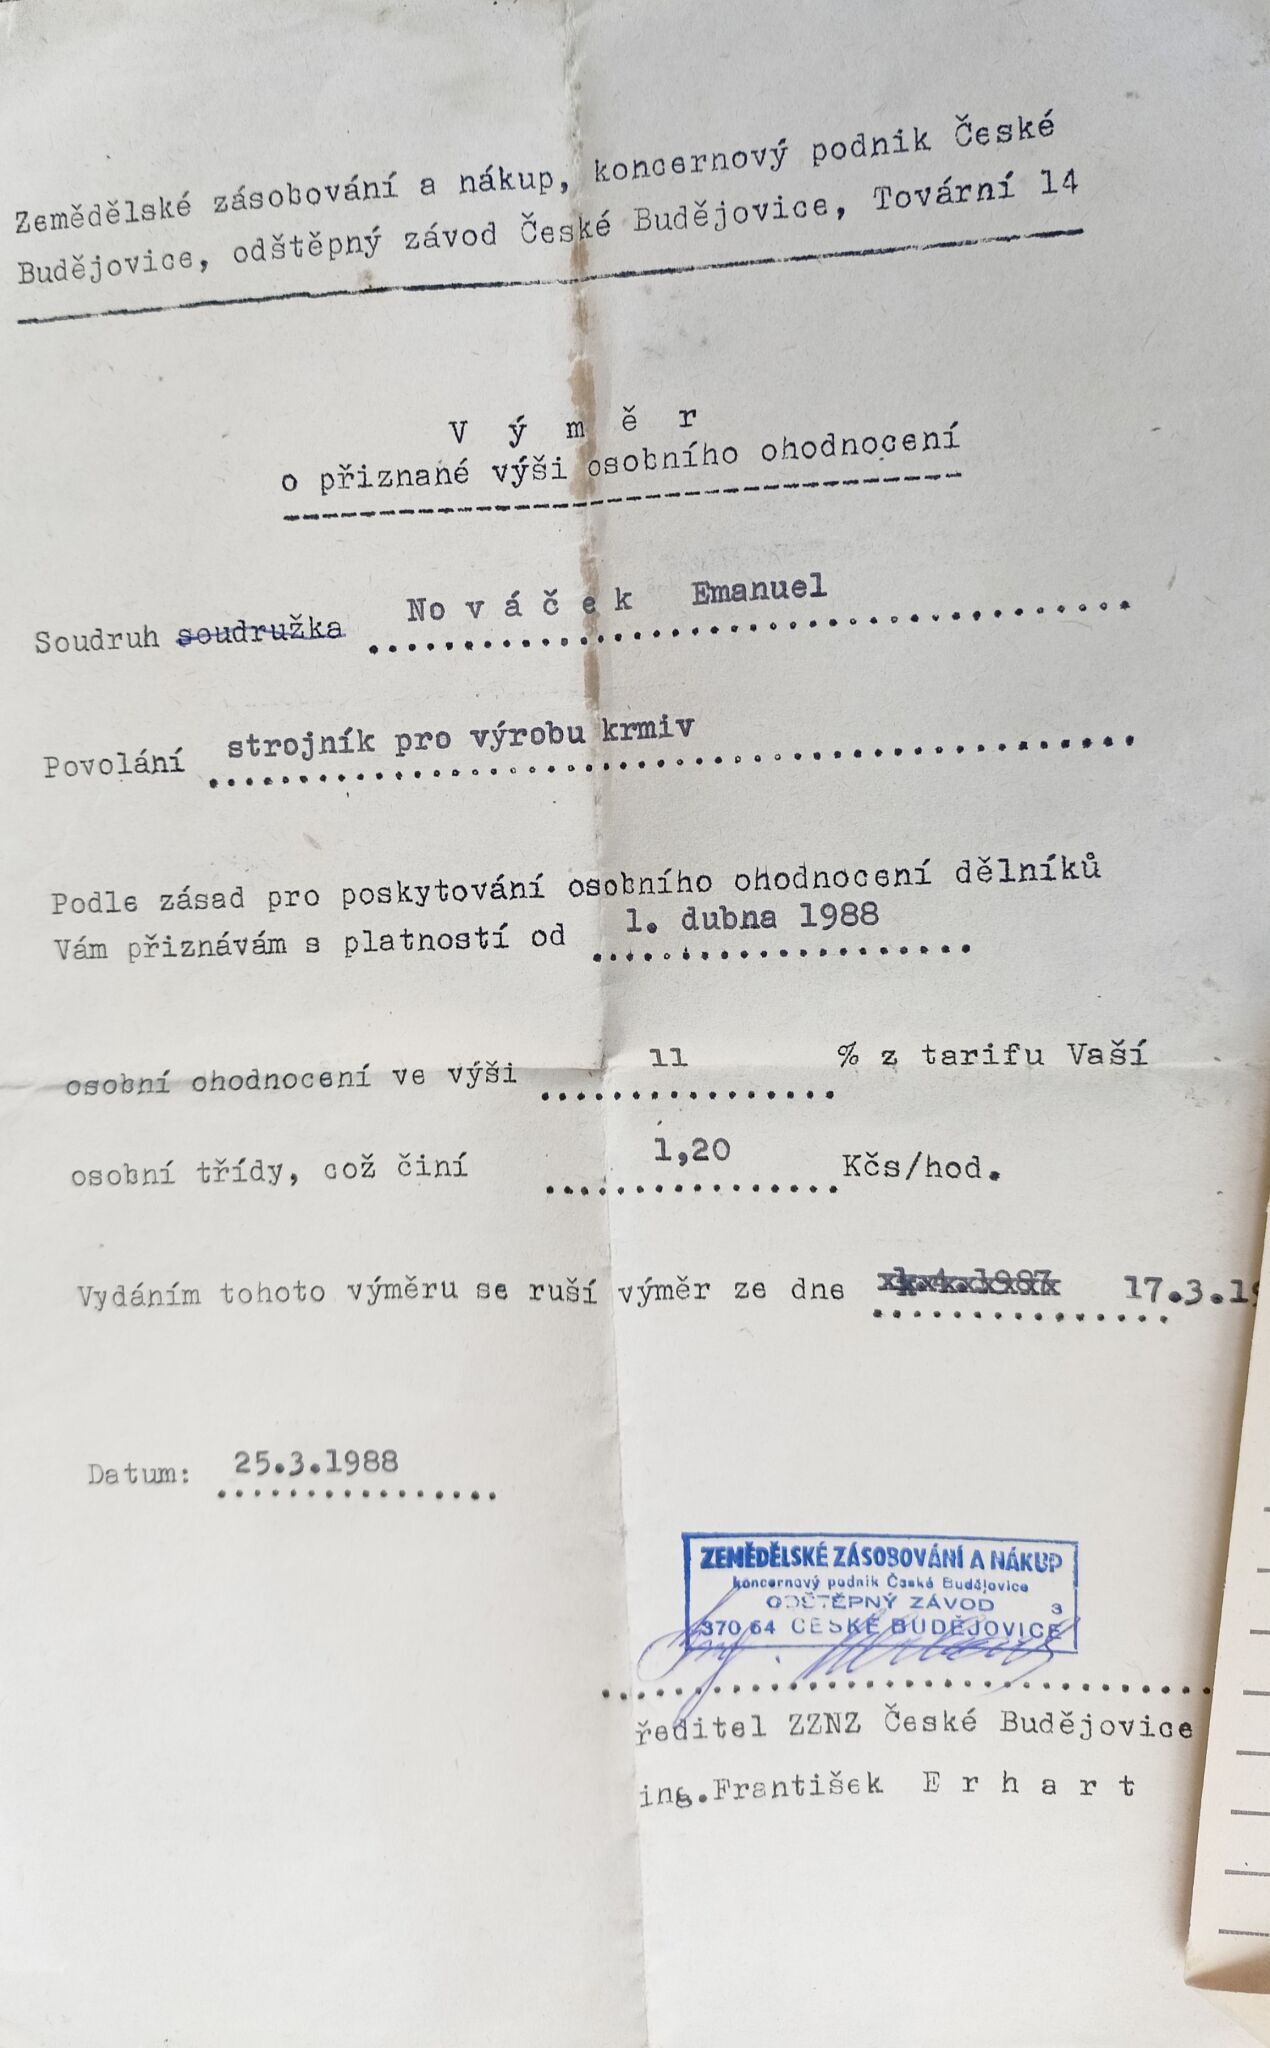 Zemědělské zásobování a nákup, koncernový podnik České
Budějovice, odštěpný závod České Budějovice, Tovární 14
V ý m ě r
o přiznané výši osobního ohodnocení
Soudruh soudružka No v á č e k Emanuel
Povolání strojník pro výrobu krmiv
Podle zásad pro poskytování osobního ohodnocení dělníků
Vám přiznávám s platností od 1. dubna 1988
osobní ohodnocení ve výši 11 % z tarifu Vaší
osobní třídy, což činí 1,20 Kčs/hod.
Vydáním tohoto výměru se ruší výměr ze dne 17.3.19
Datum: 25.3.1988
ZEMĚDĚLSKÉ ZÁSOBOVÁNÍ A NÁKUP
koncernový podnik České Budějovice
ODŠTĚPNÝ ZÁVOD 3
370 64 ČESKÉ BUDĚJOVICE
ředitel ZZNZ České Budějovice
ing.František E r h a r t